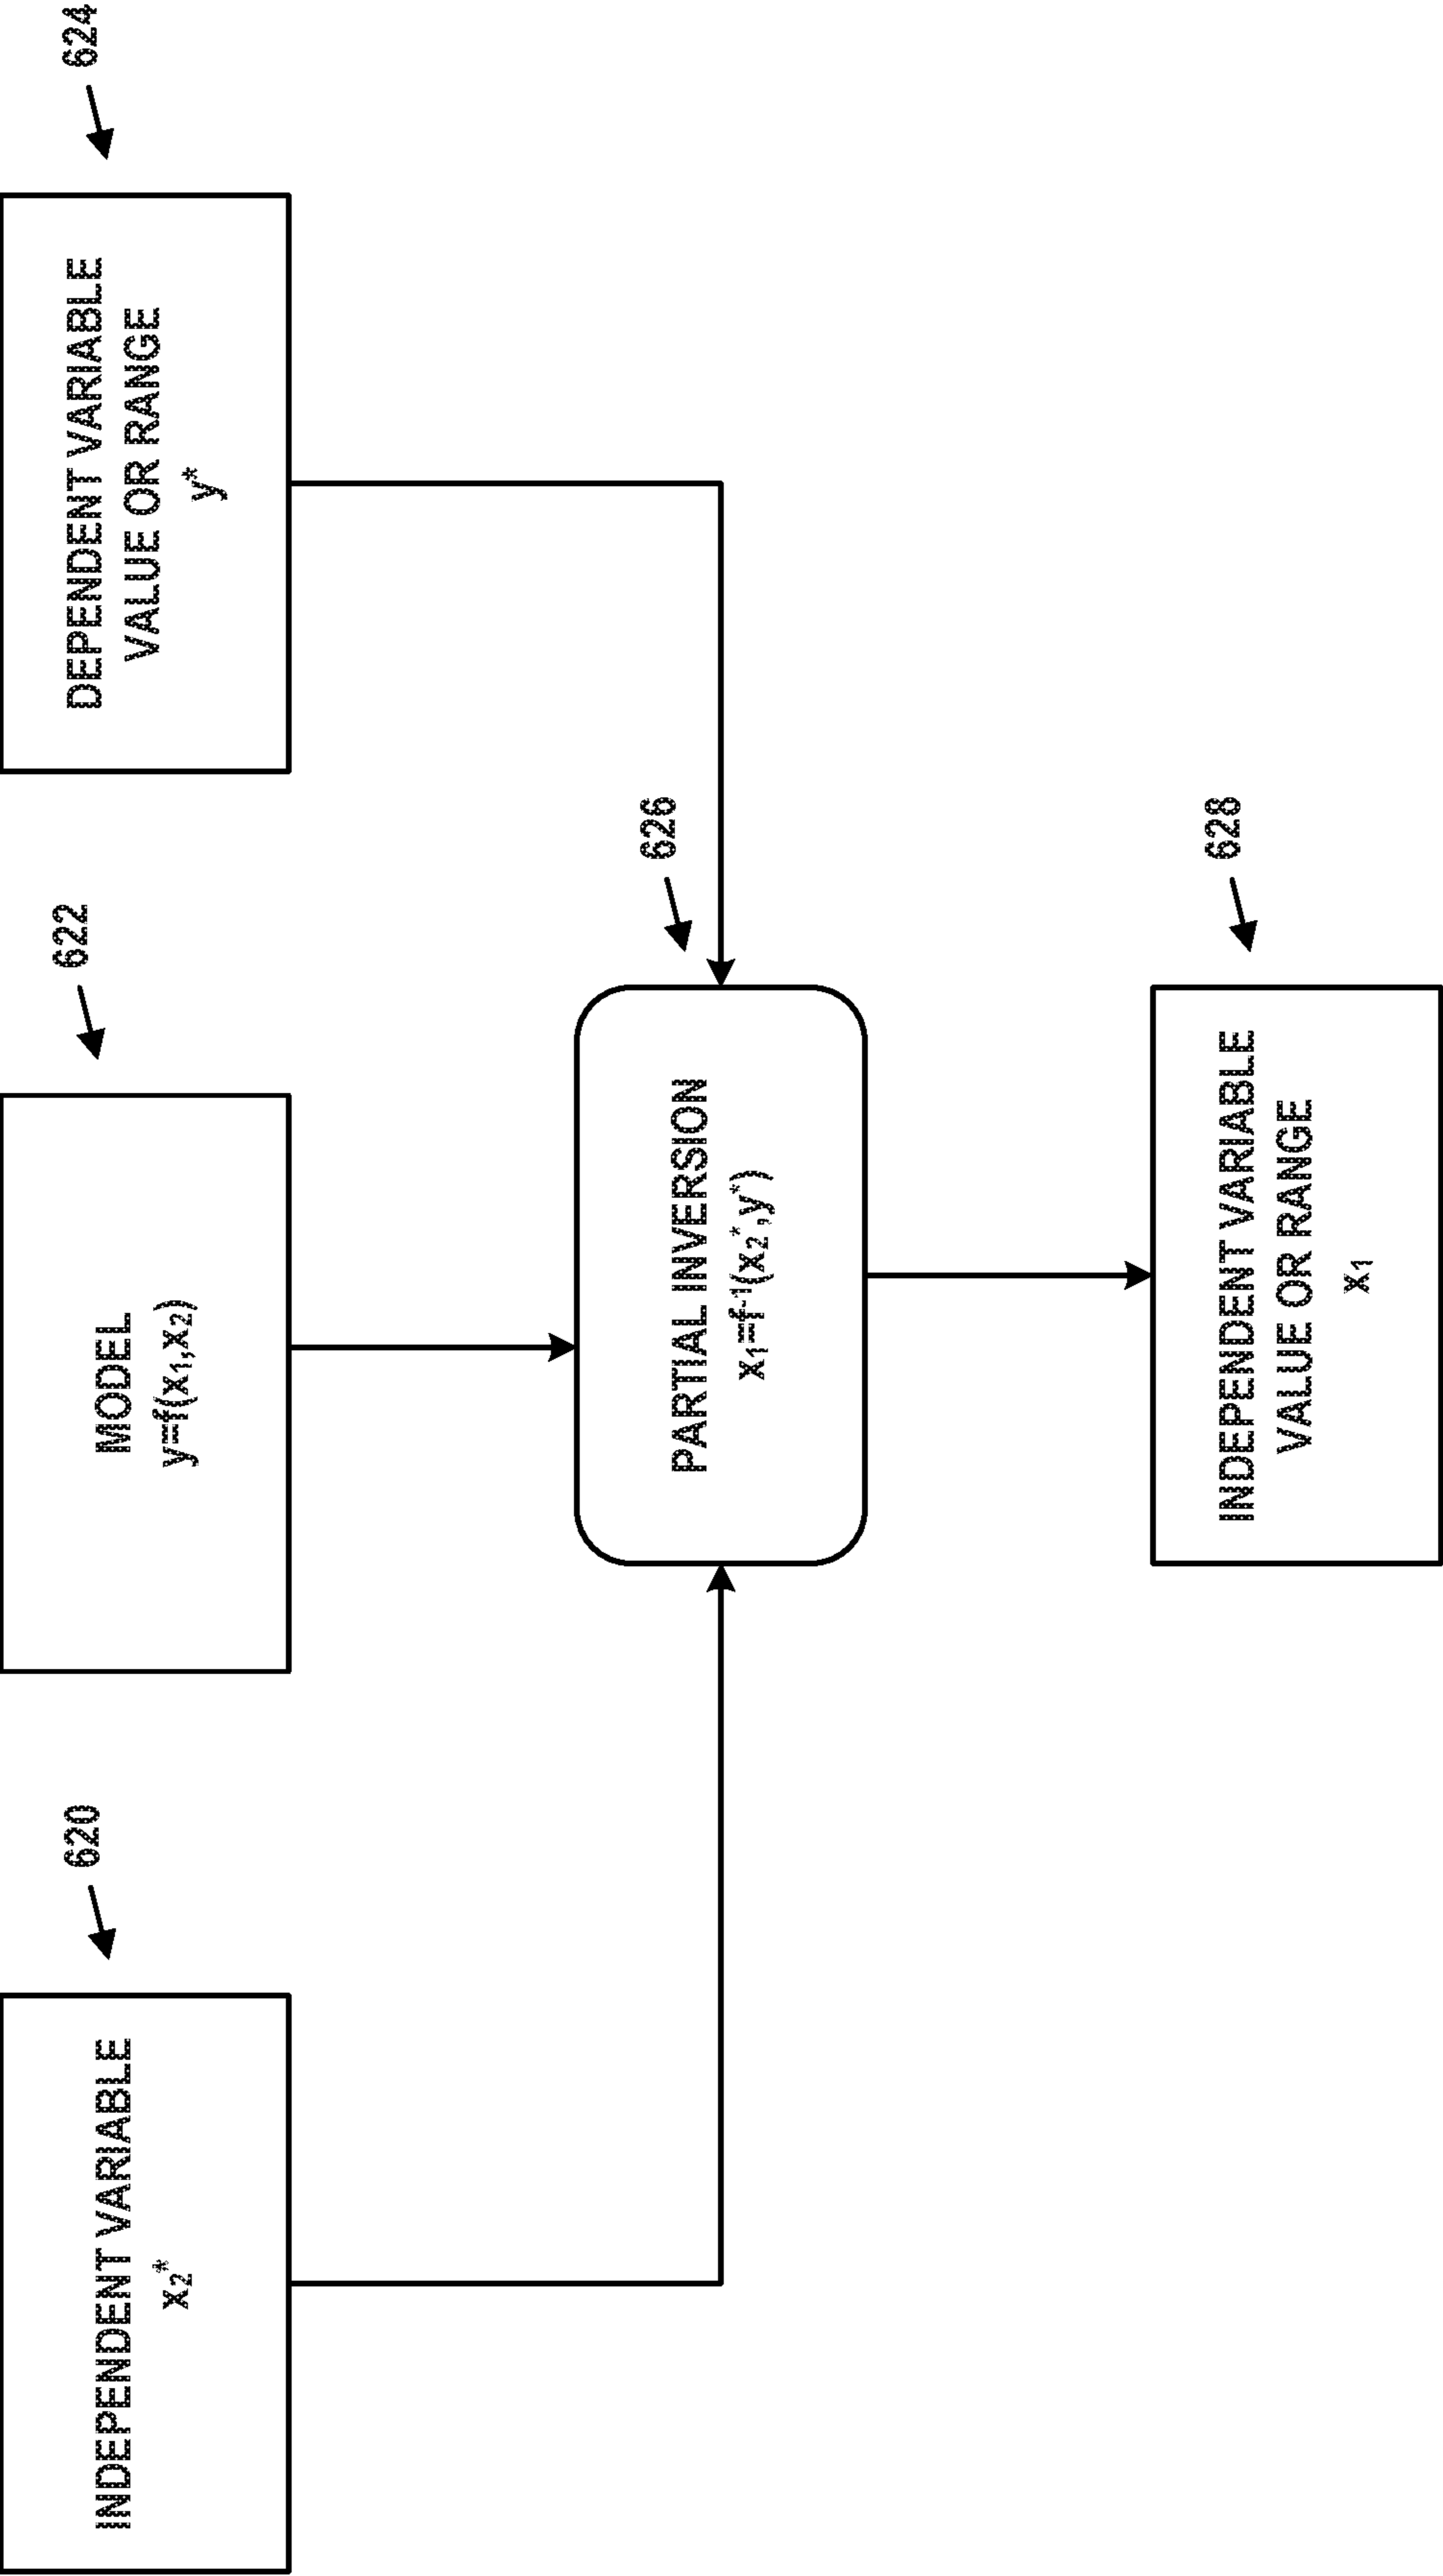 620
INDEPENDENT VARIABLE
x₂*
622
MODEL
y=f(x₁,x₂)
624
DEPENDENT VARIABLE
VALUE OR RANGE
y*
626
PARTIAL INVERSION
x₁=f⁻¹(x₂*,y*)
628
INDEPENDENT VARIABLE
VALUE OR RANGE
x₁